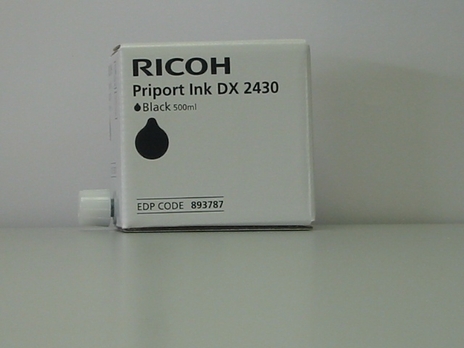 RICOH
Priport Ink DX 2430
Black 500ml
EDP CODE 893787